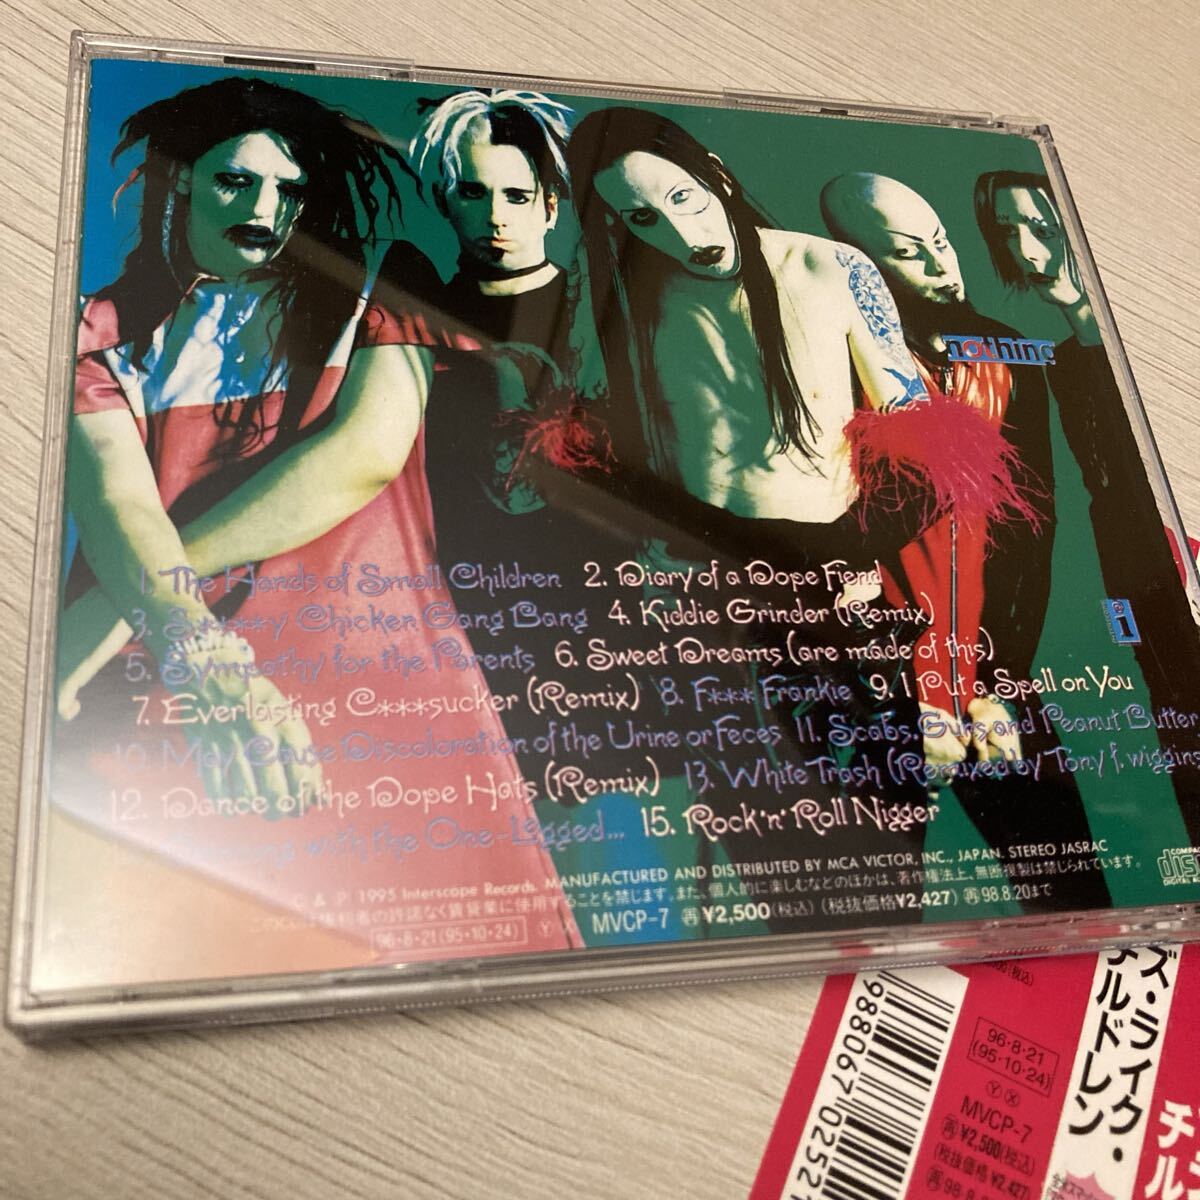 nothing
i
1. The Hands of Small Children 2. Diary of a Dope Fiend
3. S****y Chicken Gang Bang 4. Kiddie Grinder (Remix)
5. Sympathy for the Parents 6. Sweet Dreams (are made of this)
7. Everlasting C***sucker (Remix) 8. F*** Frankie 9. I Put a Spell on You
10. May Cause Discoloration of the Urine or Feces 11. Scabs, Guns and Peanut Butter
12. Dance of the Dope Hats (Remix) 13. White Trash (Remixed by Tony f. wiggins
with the One-Legged... 15. Rock'n' Roll Nigger
& ℗ 1995 Interscope Records. MANUFACTURED AND DISTRIBUTED BY MCA VICTOR, INC., JAPAN. STEREO JASRAC
の許諾なく賃貸業に使用することを禁じます。また、個人的に楽しむなどのほかは、著作権法上、無断複製は禁じられています。
96・8・21(95・10・24) Ⓨ Ⓧ MVCP-7 再¥2,500(税込) (税抜価格¥2,427) 再98.8.20まで
COMPACT
disc
DIGITAL AUDIO
988067 0252
96・8・21
(95・10・24)
Ⓨ Ⓧ
MVCP-7
再¥2,500(税込)
(税抜価格¥2,427)
ズ・ライク・
ルドレン
チル